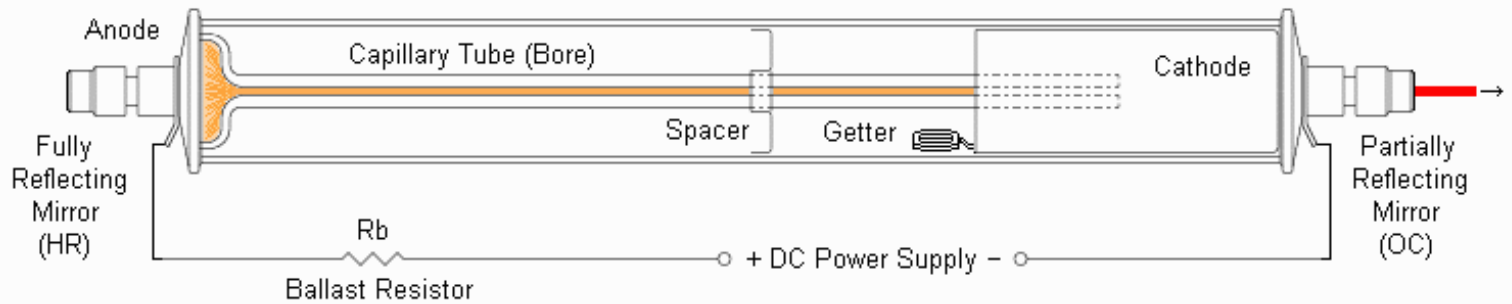 Anode
Capillary Tube (Bore)
Cathode
Spacer
Getter
Fully
Reflecting
Mirror
(HR)
Partially
Reflecting
Mirror
(OC)
Rb
+ DC Power Supply -
Ballast Resistor